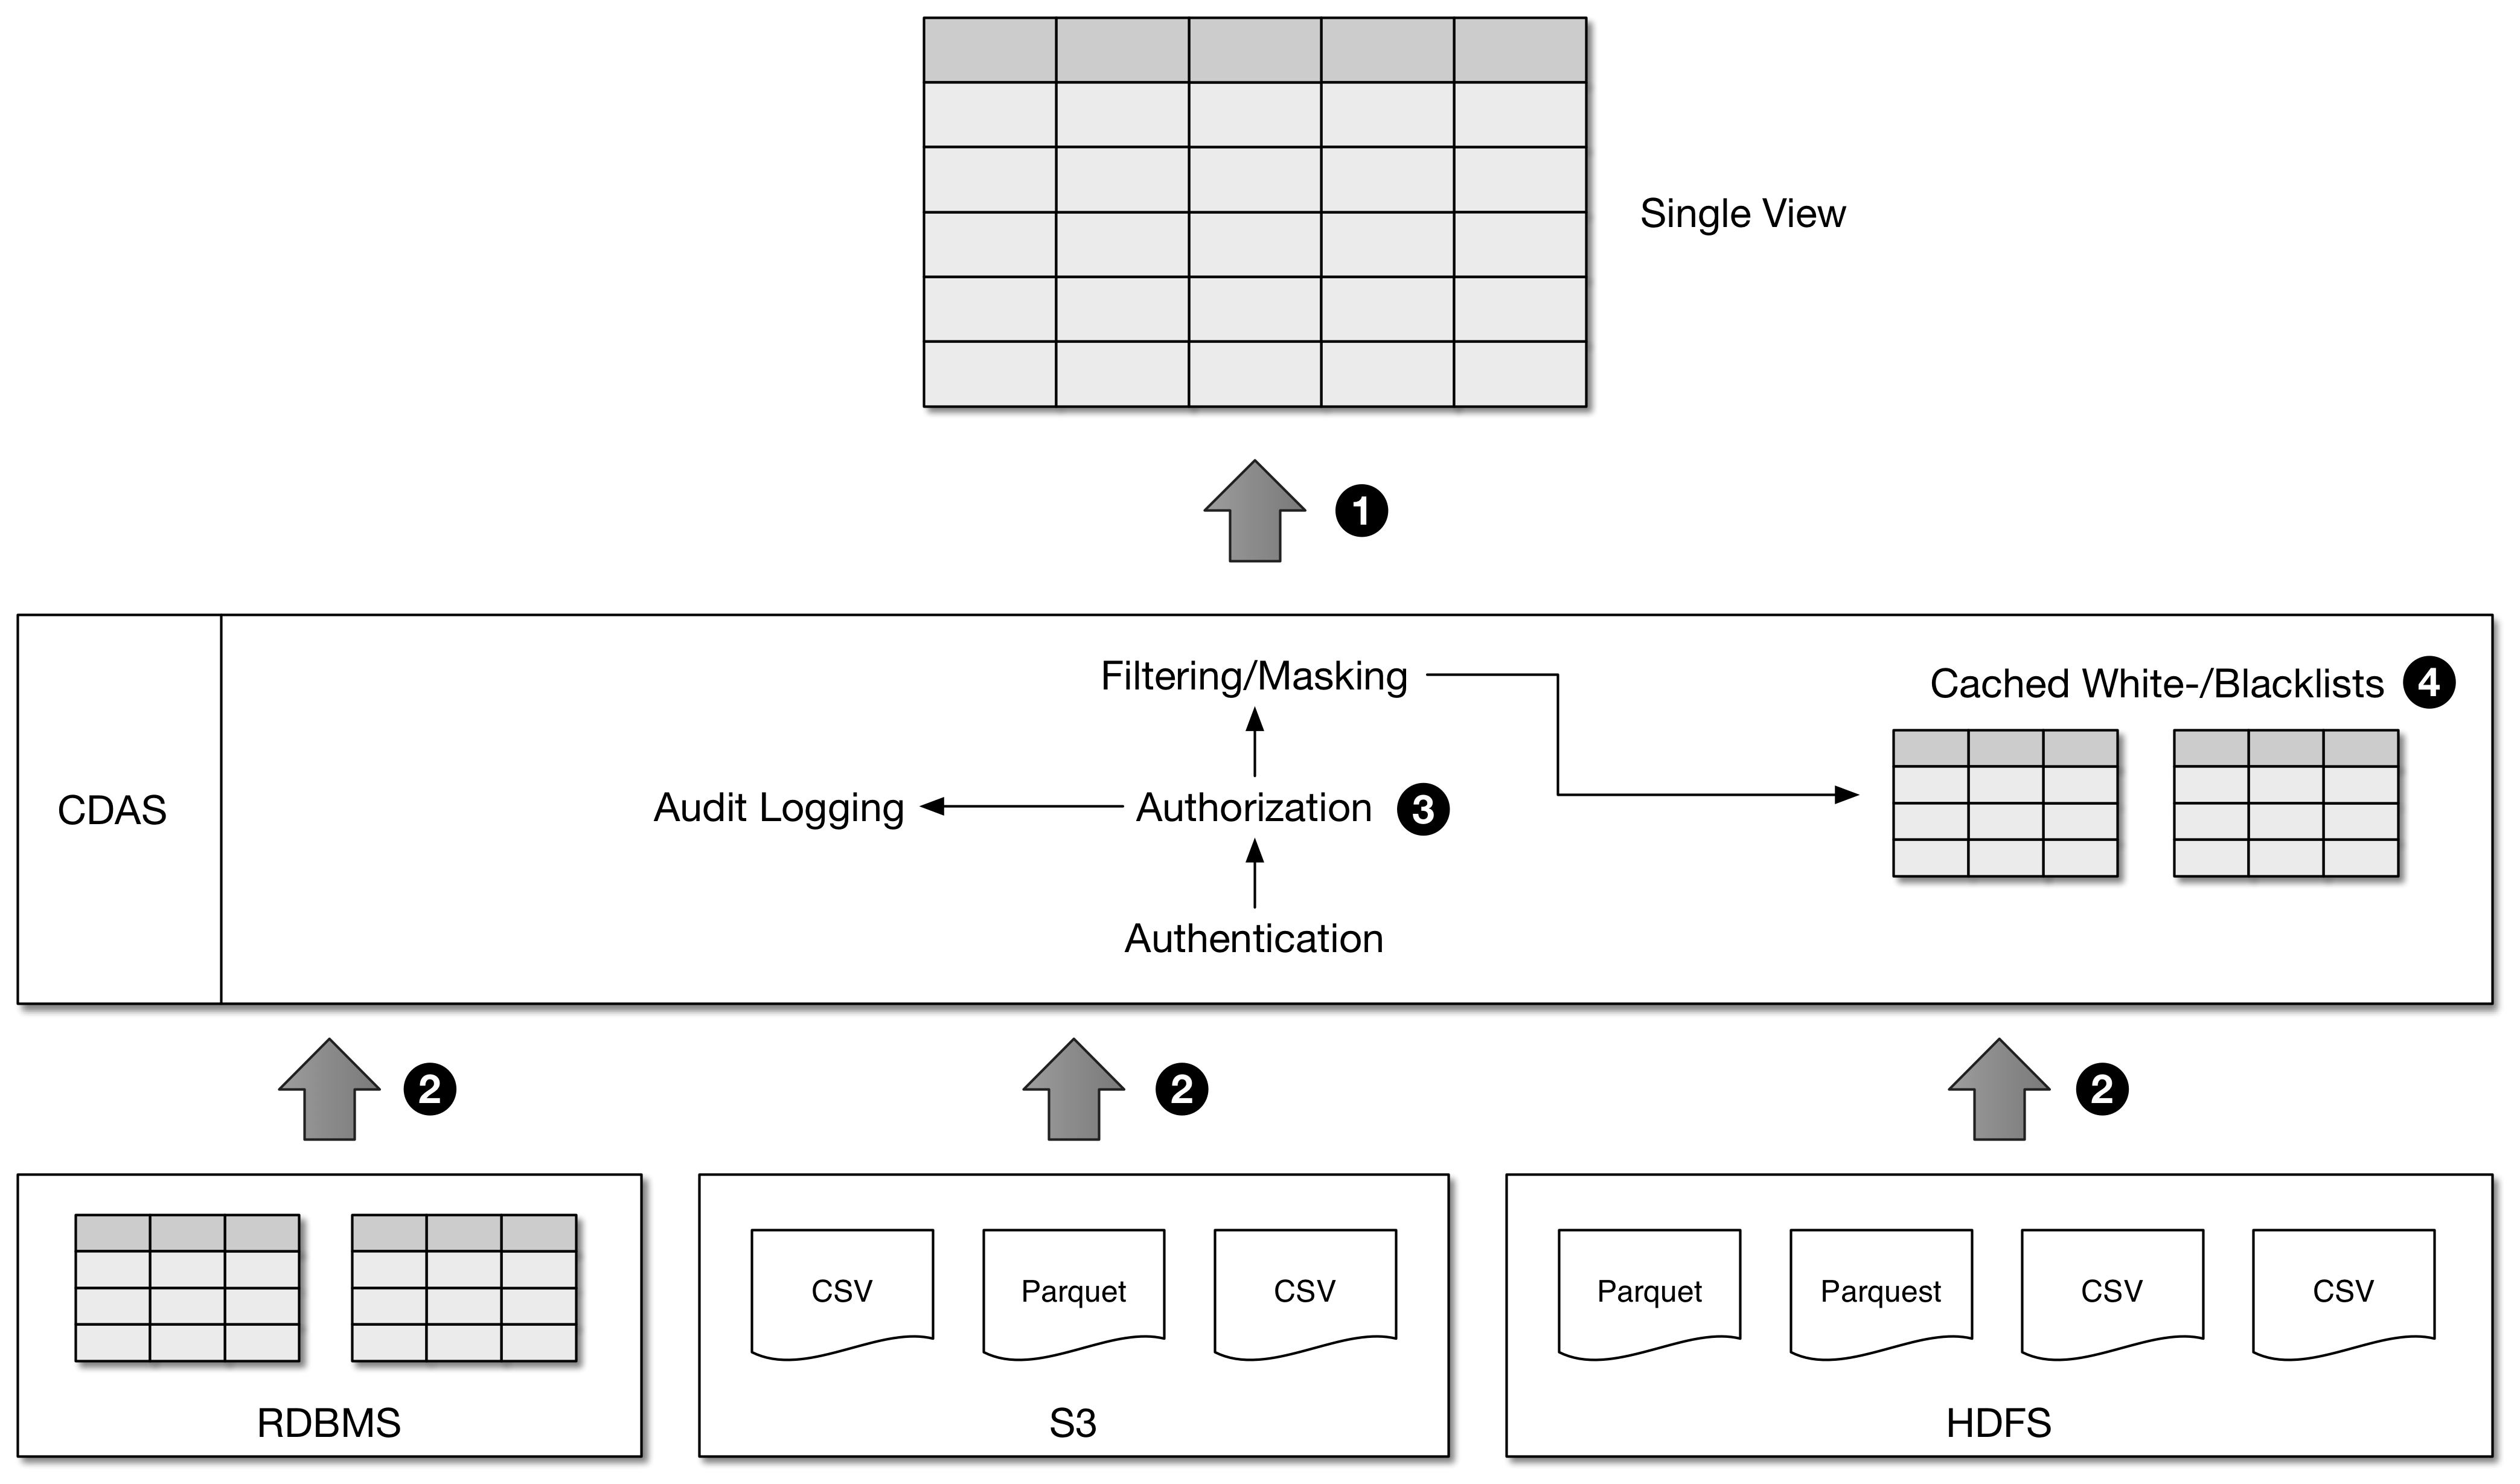 Single View
1
Filtering/Masking
Cached White-/Blacklists 4
CDAS
Audit Logging
Authorization 3
Authentication
2
2
2
CSV
Parquet
CSV
Parquet
Parquest
CSV
CSV
RDBMS
S3
HDFS